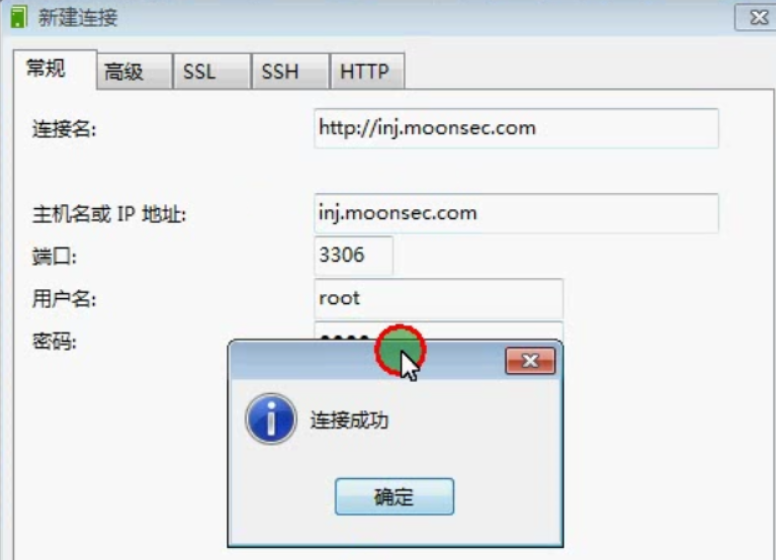 新建连接
常规 高级 SSL SSH HTTP
连接名: http://inj.moonsec.com
主机名或 IP 地址: inj.moonsec.com
端口: 3306
用户名: root
密码:
连接成功
确定